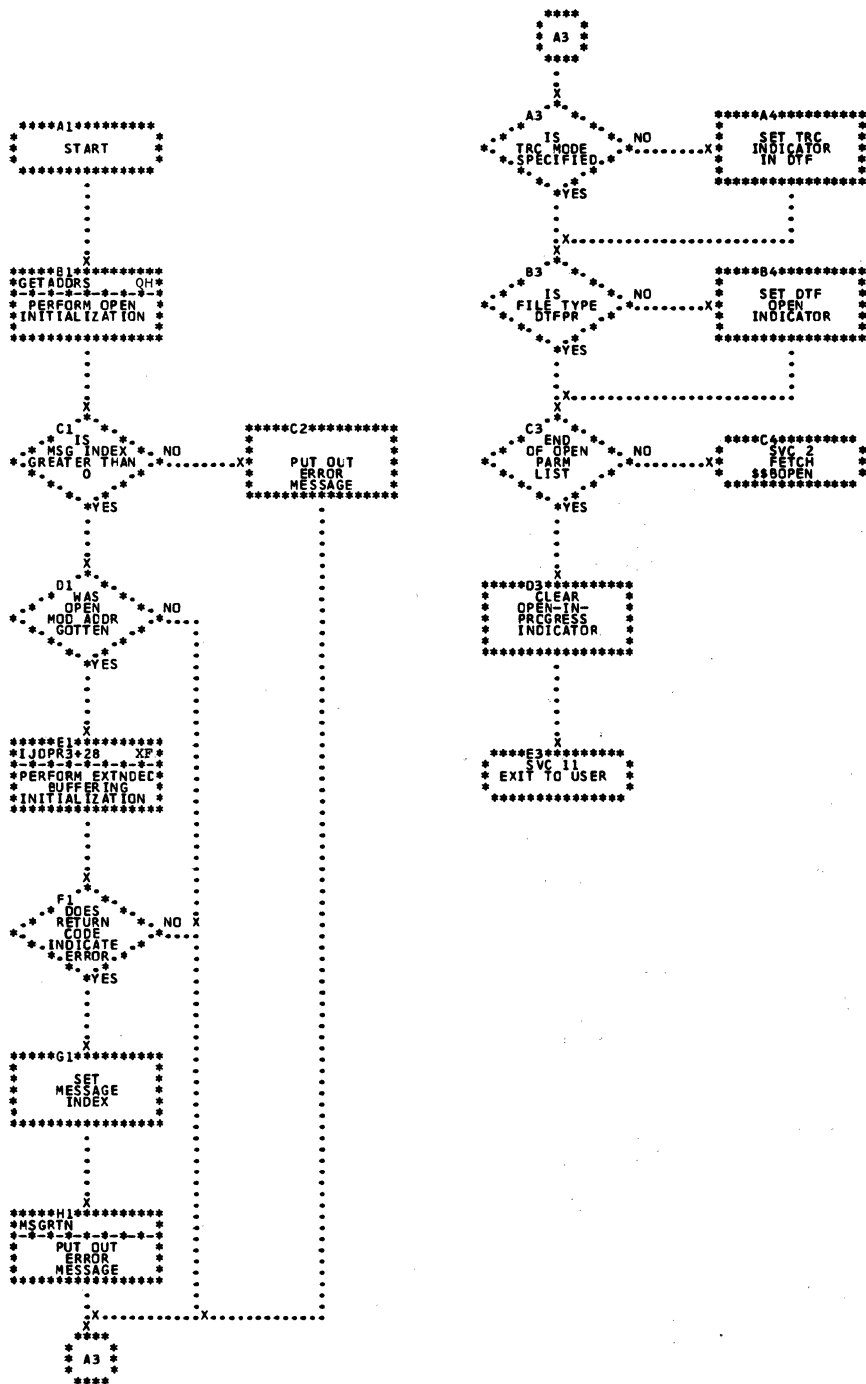 A1
START
B1
GETADDRS QH
PERFORM OPEN
INITIALIZATION
C1
IS
MSG INDEX
GREATER THAN
0
NO
YES
C2
PUT OUT
ERROR
MESSAGE
D1
WAS
OPEN
MOD ADDR
GOTTEN
NO
YES
E1
IJDPR3+28 XF
PERFORM EXTNDED
BUFFERING
INITIALIZATION
F1
DOES
RETURN
CODE
INDICATE
ERROR
NO
YES
G1
SET
MESSAGE
INDEX
H1
MSGRTN
PUT OUT
ERROR
MESSAGE
A3
A3
A3
IS
TRC MODE
SPECIFIED
NO
YES
A4
SET TRC
INDICATOR
IN DTF
B3
IS
FILE TYPE
DTFPR
NO
YES
B4
SET DTF
OPEN
INDICATOR
C3
END
OF OPEN
PARM
LIST
NO
YES
C4
SVC 2
FETCH
$$BOPEN
D3
CLEAR
OPEN-IN-
PRCGRESS
INDICATOR
E3
SVC 11
EXIT TO USER